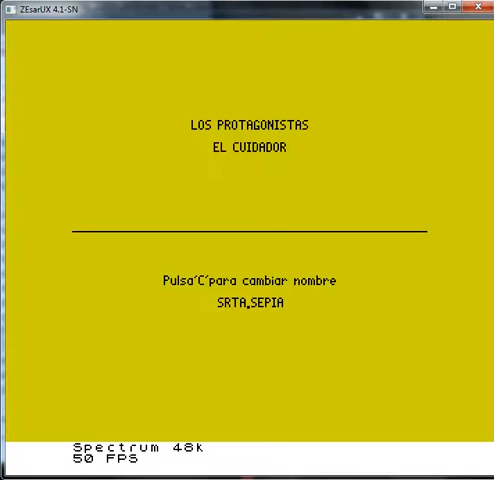 ZEsarUX 4.1-SN
LOS PROTAGONISTAS
EL CUIDADOR
Pulsa'C'para cambiar nombre
SRTA.SEPIA
Spectrum 48k
50 FPS